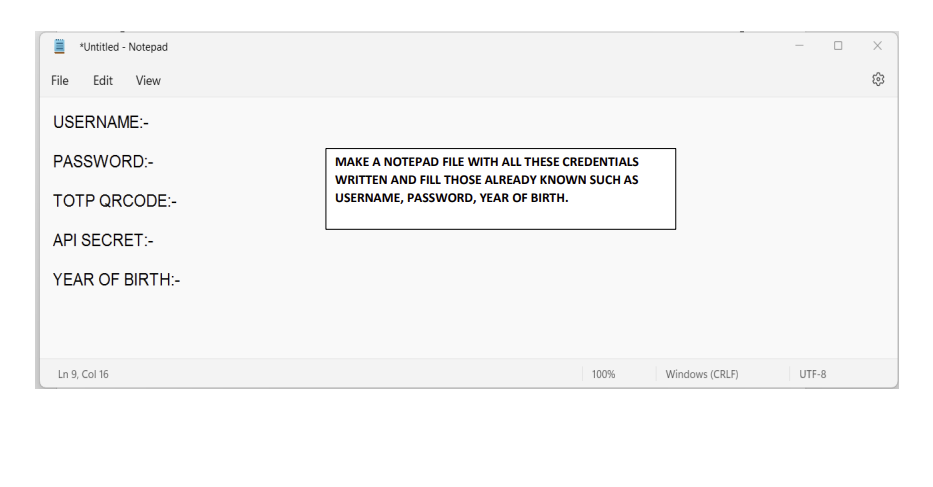 *Untitled - Notepad
File Edit View
USERNAME:-
PASSWORD:-
TOTP QRCODE:-
API SECRET:-
YEAR OF BIRTH:-
MAKE A NOTEPAD FILE WITH ALL THESE CREDENTIALS
WRITTEN AND FILL THOSE ALREADY KNOWN SUCH AS
USERNAME, PASSWORD, YEAR OF BIRTH.
Ln 9, Col 16 100% Windows (CRLF) UTF-8